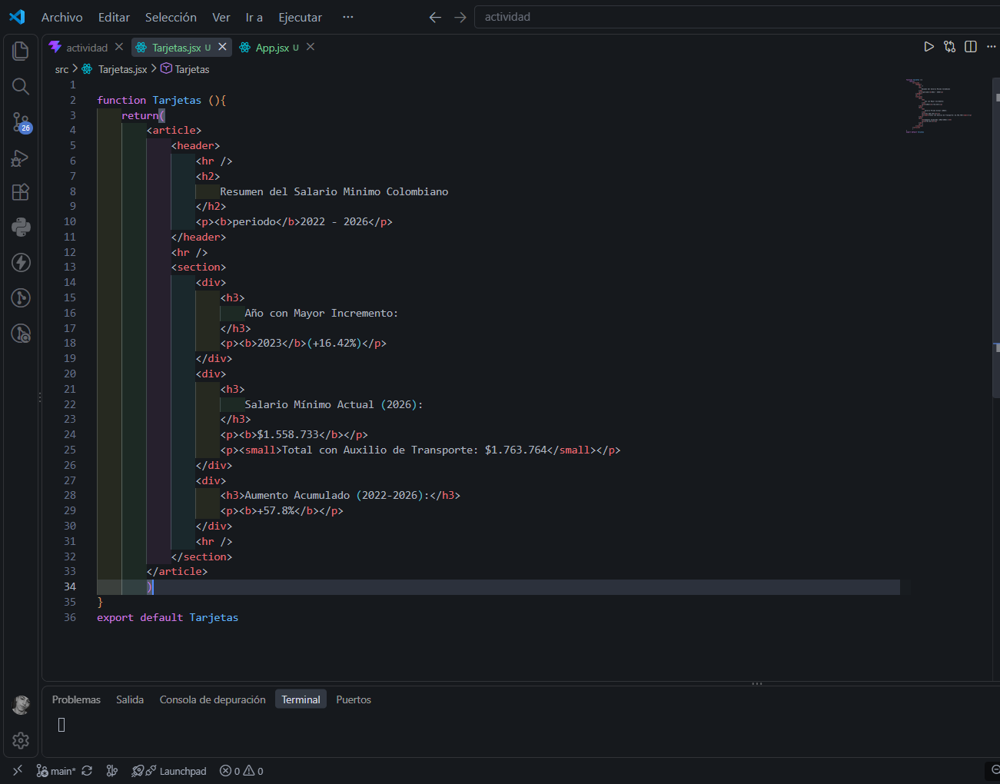 Archivo Editar Selección Ver Ir a Ejecutar ··· actividad
actividad Tarjetas.jsx U App.jsx U
src > Tarjetas.jsx > Tarjetas
1
2 function Tarjetas (){
3 return(
4 <article>
5 <header>
6 <hr />
7 <h2>
8 Resumen del Salario Minimo Colombiano
9 </h2>
10 <p><b>periodo</b>2022 - 2026</p>
11 </header>
12 <hr />
13 <section>
14 <div>
15 <h3>
16 Año con Mayor Incremento:
17 </h3>
18 <p><b>2023</b>(+16.42%)</p>
19 </div>
20 <div>
21 <h3>
22 Salario Mínimo Actual (2026):
23 </h3>
24 <p><b>$1.558.733</b></p>
25 <p><small>Total con Auxilio de Transporte: $1.763.764</small></p>
26 </div>
27 <div>
28 <h3>Aumento Acumulado (2022-2026):</h3>
29 <p><b>+57.8%</b></p>
30 </div>
31 <hr />
32 </section>
33 </article>
34 )
35 }
36 export default Tarjetas
26
Problemas Salida Consola de depuración Terminal Puertos
main* Launchpad 0 0